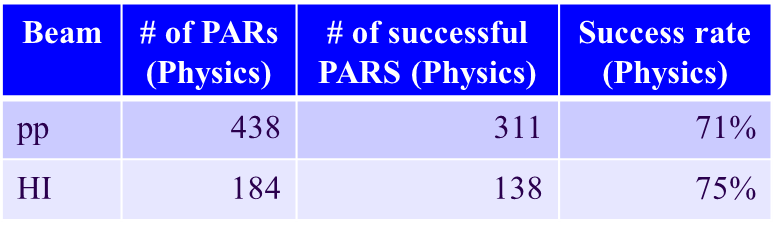 Beam # of PARs # of successful Success rate
(Physics) PARS (Physics) (Physics)
pp 438 311 71%
HI 184 138 75%